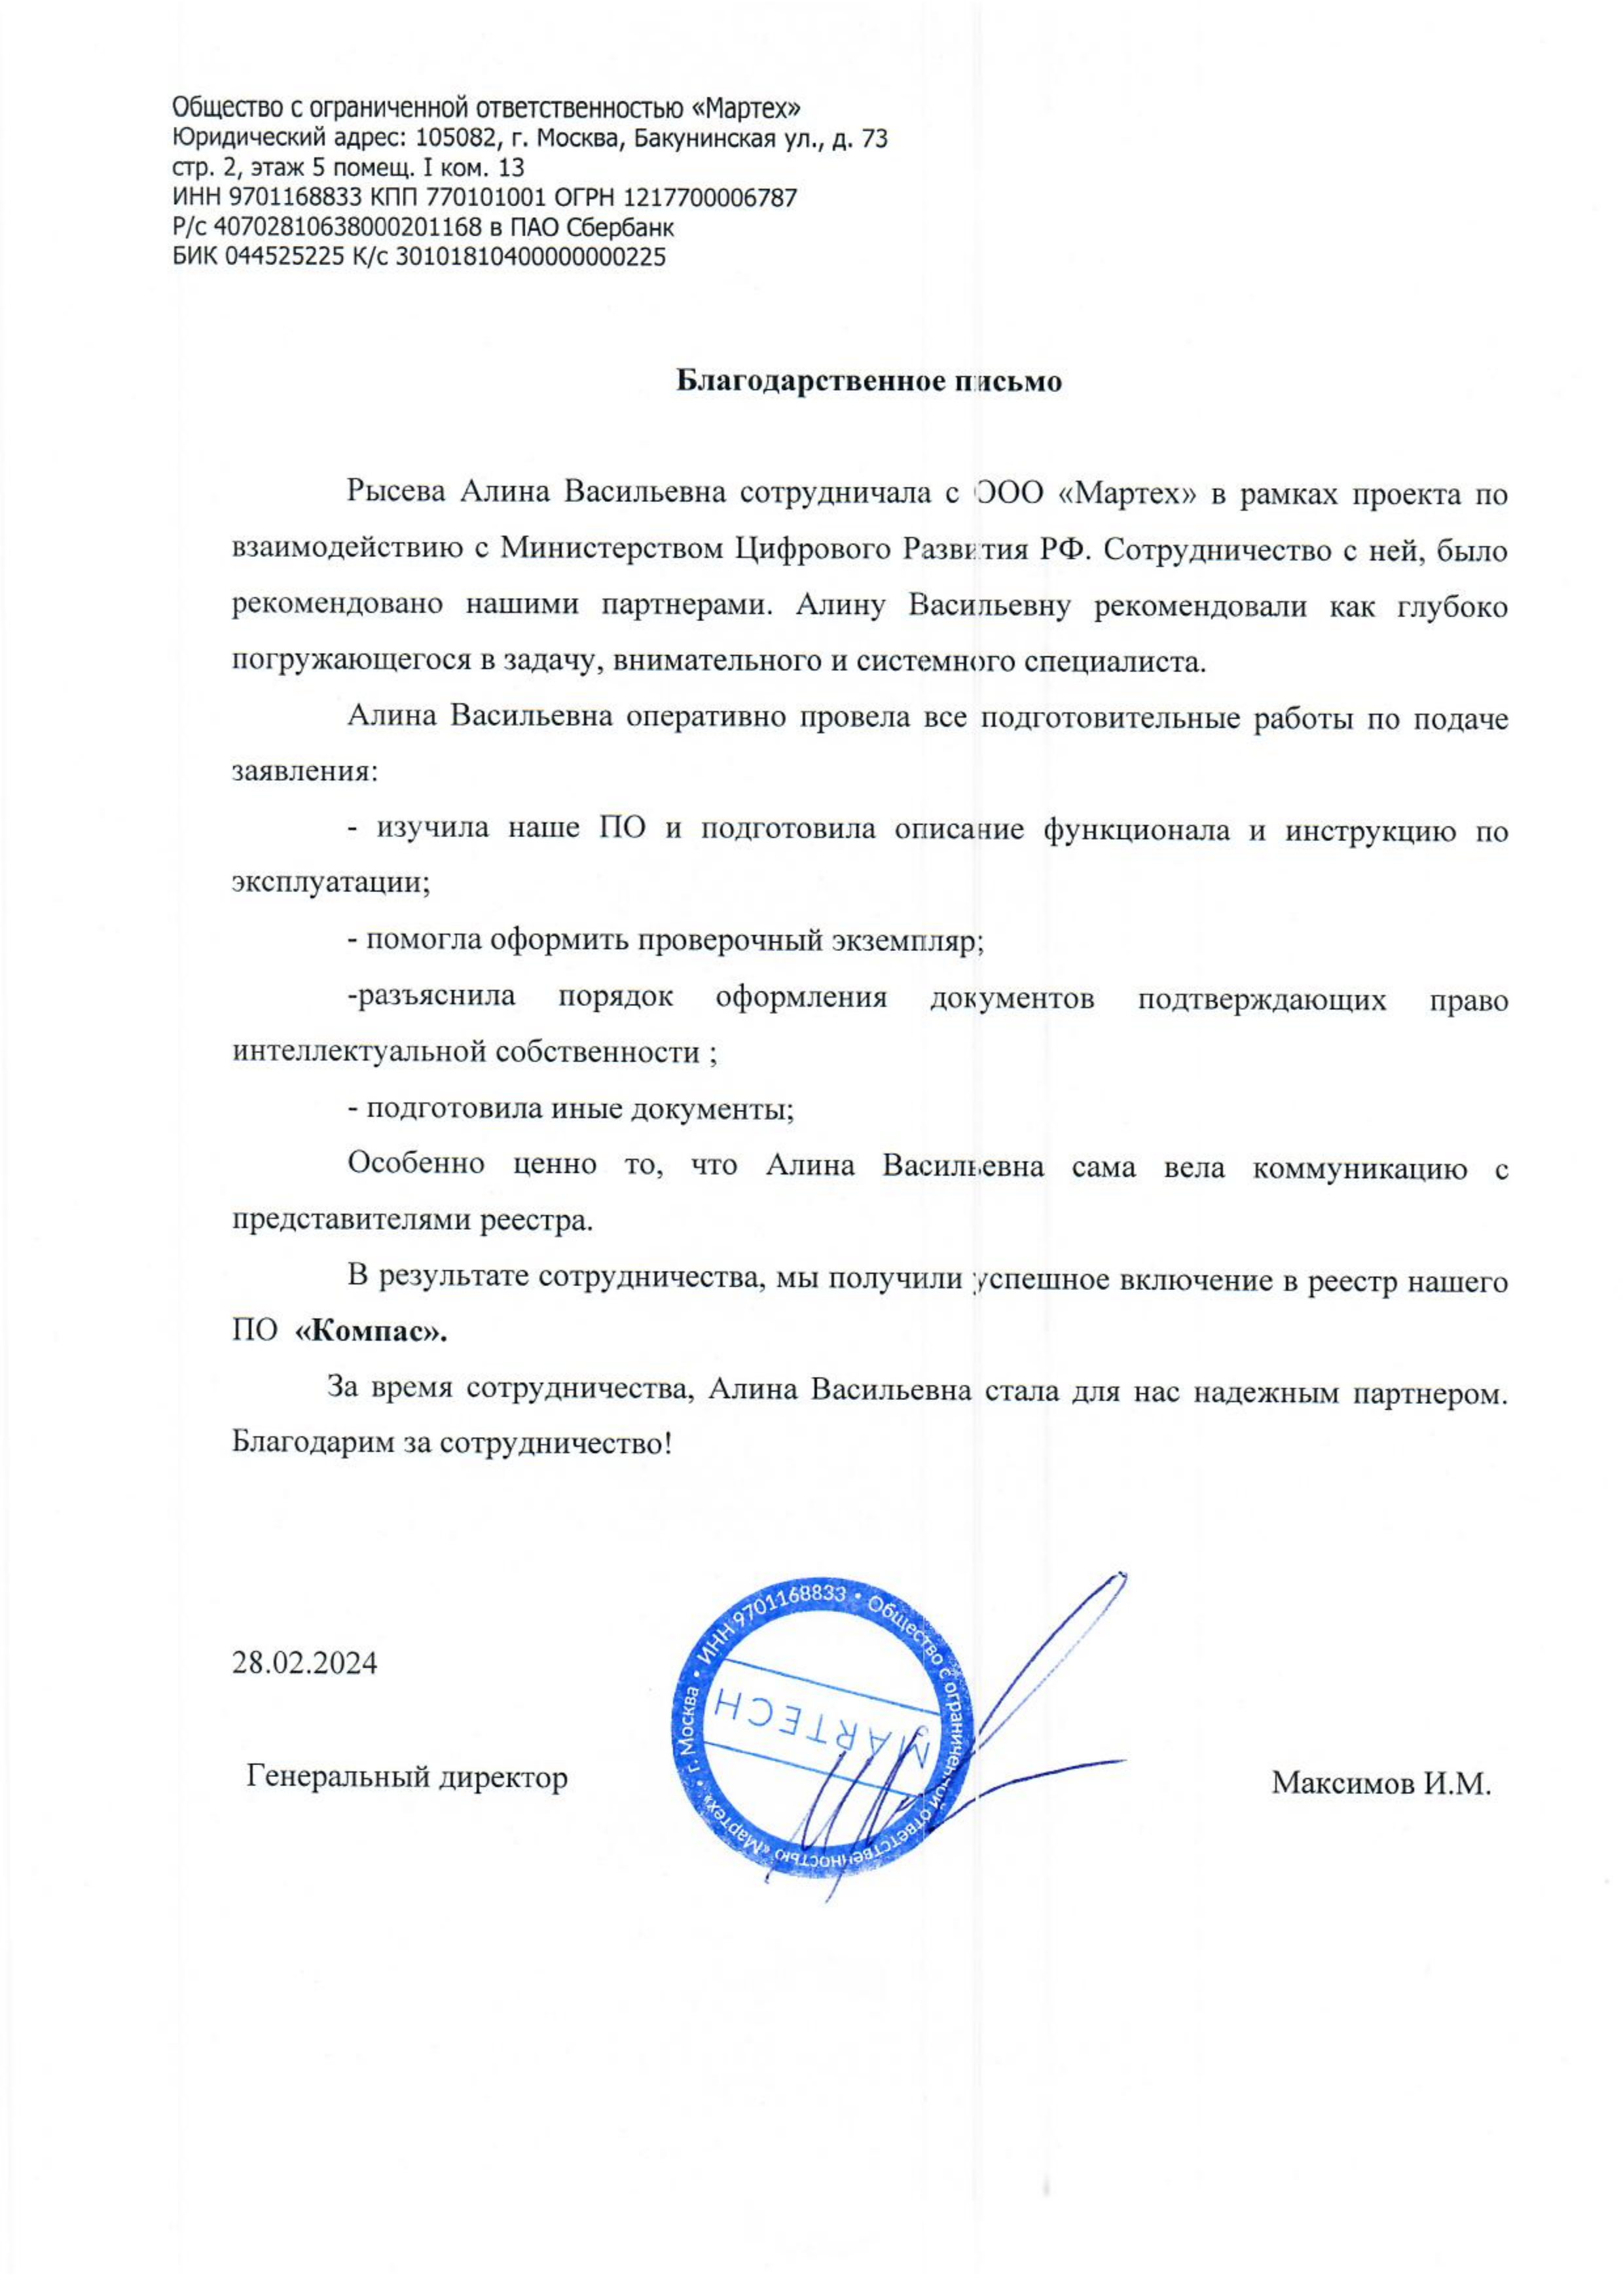 Общество с ограниченной ответственностью «Мартех»
Юридический адрес: 105082, г. Москва, Бакунинская ул., д. 73
стр. 2, этаж 5 помещ. I ком. 13
ИНН 9701168833 КПП 770101001 ОГРН 1217700006787
Р/с 40702810638000201168 в ПАО Сбербанк
БИК 044525225 К/с 30101810400000000225
Благодарственное письмо
Рысева Алина Васильевна сотрудничала с ООО «Мартех» в рамках проекта по
взаимодействию с Министерством Цифрового Развития РФ. Сотрудничество с ней, было
рекомендовано нашими партнерами. Алину Васильевну рекомендовали как глубоко
погружающегося в задачу, внимательного и системного специалиста.
Алина Васильевна оперативно провела все подготовительные работы по подаче
заявления:
- изучила наше ПО и подготовила описание функционала и инструкцию по
эксплуатации;
- помогла оформить проверочный экземпляр;
-разъяснила порядок оформления документов подтверждающих право
интеллектуальной собственности ;
- подготовила иные документы;
Особенно ценно то, что Алина Васильевна сама вела коммуникацию с
представителями реестра.
В результате сотрудничества, мы получили успешное включение в реестр нашего
ПО «Компас».
За время сотрудничества, Алина Васильевна стала для нас надежным партнером.
Благодарим за сотрудничество!
28.02.2024
г. Москва • ИНН 9701168833 • Общество с ограниченной ответственностью «Мартех» •
MARTECH
Генеральный директор
Максимов И.М.